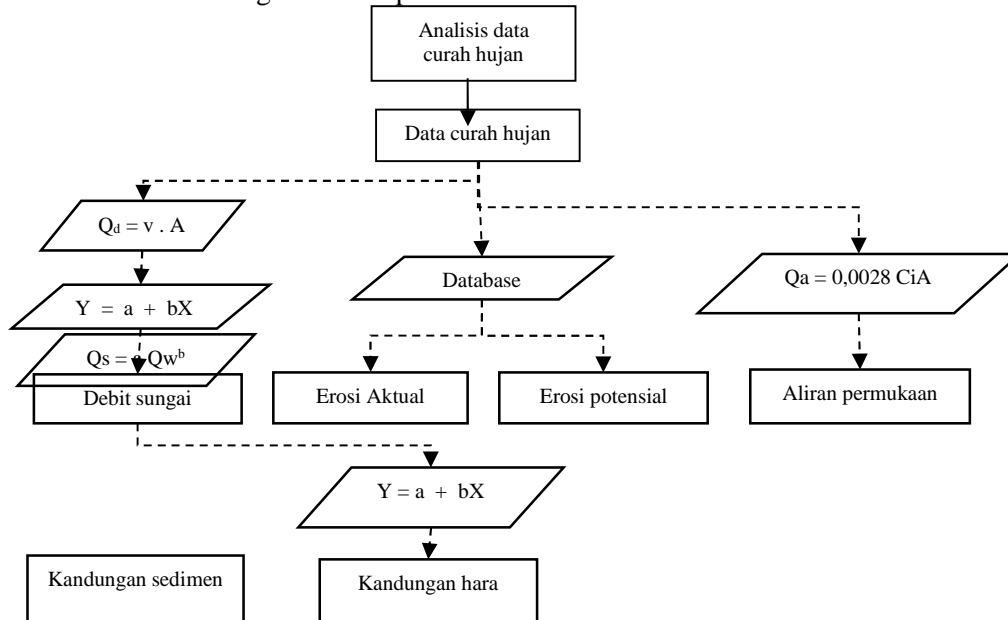 Analisis data
curah hujan
Data curah hujan
Qd = v . A
Database
Qa = 0,0028 CiA
Y = a + bX
Qs = a Qwᵇ
Debit sungai
Erosi Aktual
Erosi potensial
Aliran permukaan
Y = a + bX
Kandungan sedimen
Kandungan hara